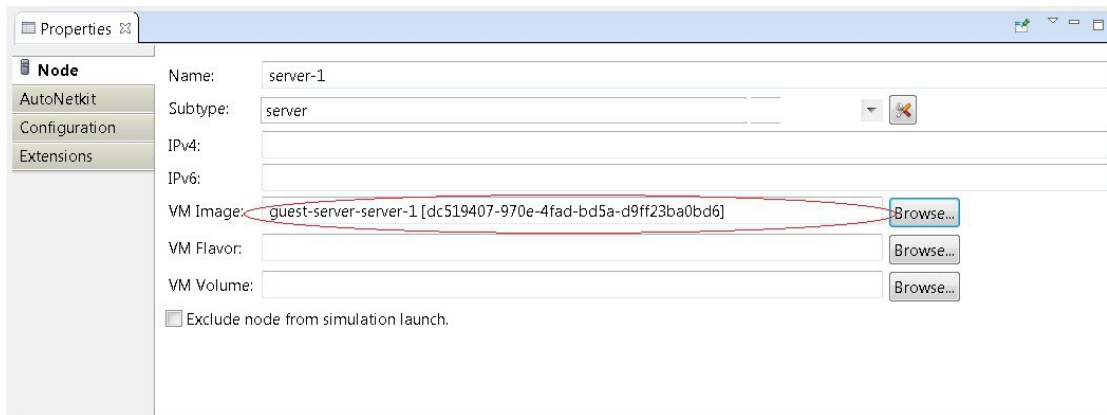 Properties
Node
AutoNetkit
Configuration
Extensions
Name: server-1
Subtype: server
IPv4:
IPv6:
VM Image: guest-server-server-1 [dc519407-970e-4fad-bd5a-d9ff23ba0bd6] Browse...
VM Flavor: Browse...
VM Volume: Browse...
Exclude node from simulation launch.